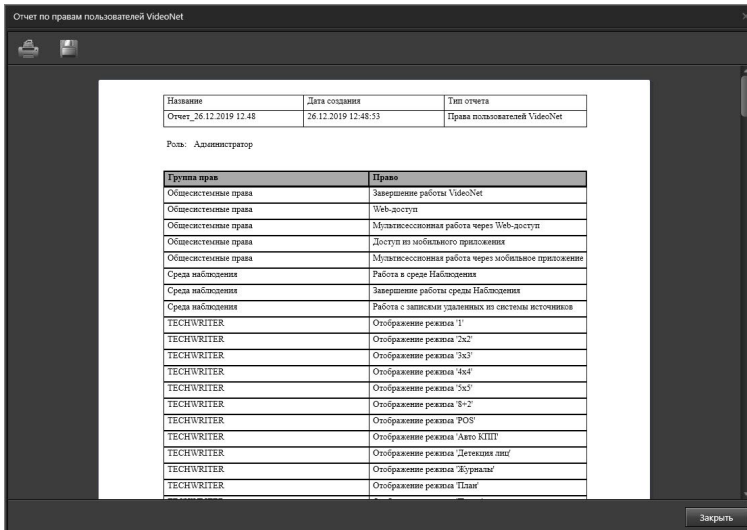 Отчет по правам пользователей VideoNet
Название Дата создания Тип отчета
Отчет_26.12.2019 12.48 26.12.2019 12:48:53 Права пользователей VideoNet
Роль: Администратор
Группа прав Право
Общесистемные права Завершение работы VideoNet
Общесистемные права Web-доступ
Общесистемные права Мультисессионная работа через Web-доступ
Общесистемные права Доступ из мобильного приложения
Общесистемные права Мультисессионная работа через мобильное приложение
Среда наблюдения Работа в среде Наблюдения
Среда наблюдения Завершение работы среды Наблюдения
Среда наблюдения Работа с записями удаленных из системы источников
TECHWRITER Отображение режима '1'
TECHWRITER Отображение режима '2x2'
TECHWRITER Отображение режима '3x3'
TECHWRITER Отображение режима '4x4'
TECHWRITER Отображение режима '5x5'
TECHWRITER Отображение режима '8+2'
TECHWRITER Отображение режима 'POS'
TECHWRITER Отображение режима 'Авто КПП'
TECHWRITER Отображение режима 'Детекция лиц'
TECHWRITER Отображение режима 'Журналы'
TECHWRITER Отображение режима 'План'
Закрыть